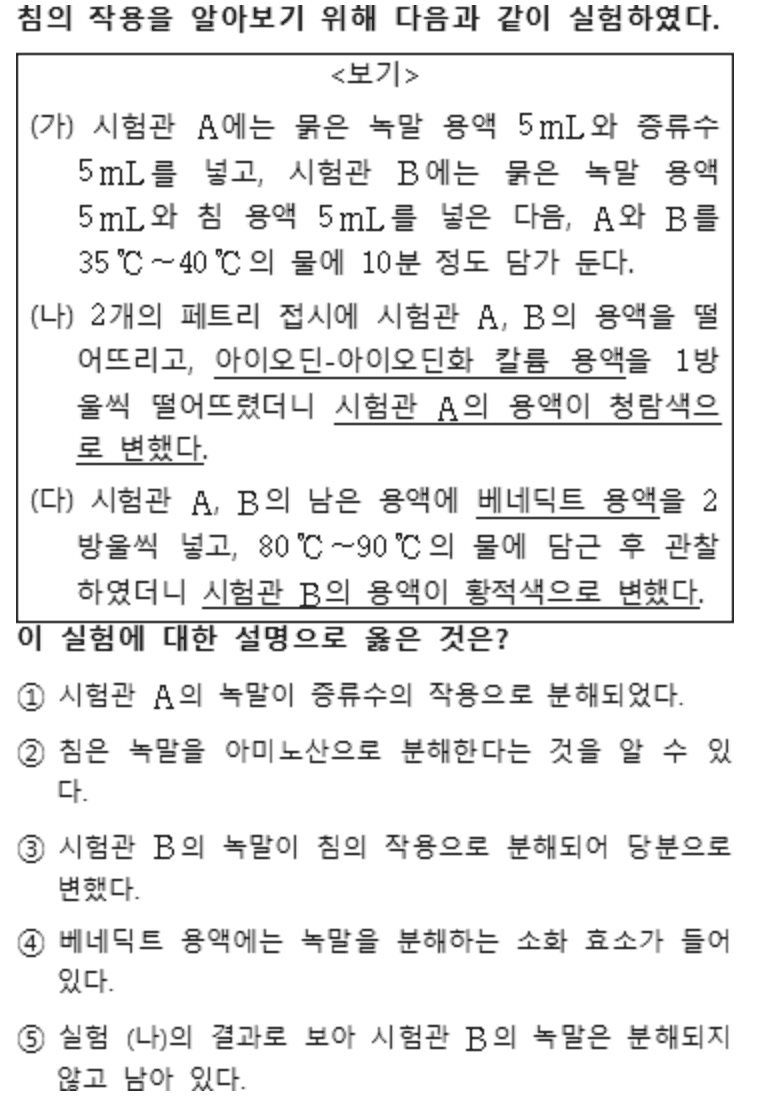 침의 작용을 알아보기 위해 다음과 같이 실험하였다.
<보기>
(가) 시험관 A에는 묽은 녹말 용액 5mL와 증류수
5mL를 넣고, 시험관 B에는 묽은 녹말 용액
5mL와 침 용액 5mL를 넣은 다음, A와 B를
35℃～40℃의 물에 10분 정도 담가 둔다.
(나) 2개의 페트리 접시에 시험관 A, B의 용액을 떨
어뜨리고, 아이오딘-아이오딘화 칼륨 용액을 1방
울씩 떨어뜨렸더니 시험관 A의 용액이 청람색으
로 변했다.
(다) 시험관 A, B의 남은 용액에 베네딕트 용액을 2
방울씩 넣고, 80℃～90℃의 물에 담근 후 관찰
하였더니 시험관 B의 용액이 황적색으로 변했다.
이 실험에 대한 설명으로 옳은 것은?
① 시험관 A의 녹말이 증류수의 작용으로 분해되었다.
② 침은 녹말을 아미노산으로 분해한다는 것을 알 수 있
다.
③ 시험관 B의 녹말이 침의 작용으로 분해되어 당분으로
변했다.
④ 베네딕트 용액에는 녹말을 분해하는 소화 효소가 들어
있다.
⑤ 실험 (나)의 결과로 보아 시험관 B의 녹말은 분해되지
않고 남아 있다.